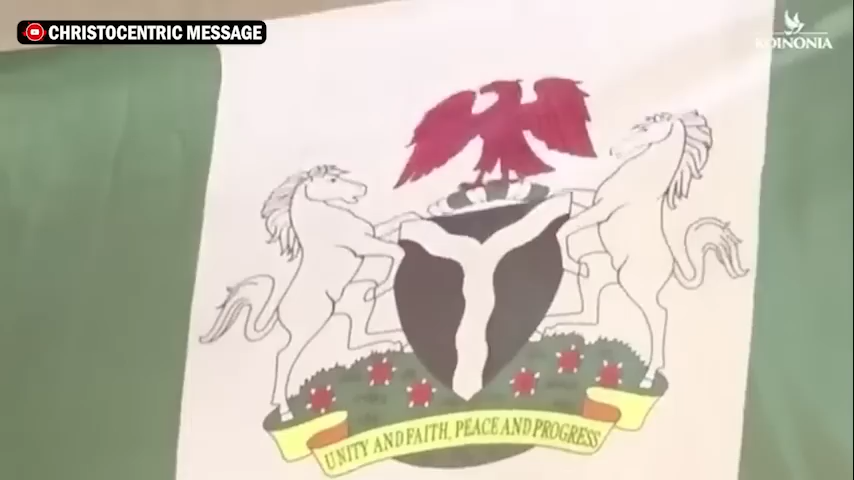 CHRISTOCENTRIC MESSAGE
KOINONIA
UNITY AND FAITH, PEACE AND PROGRESS